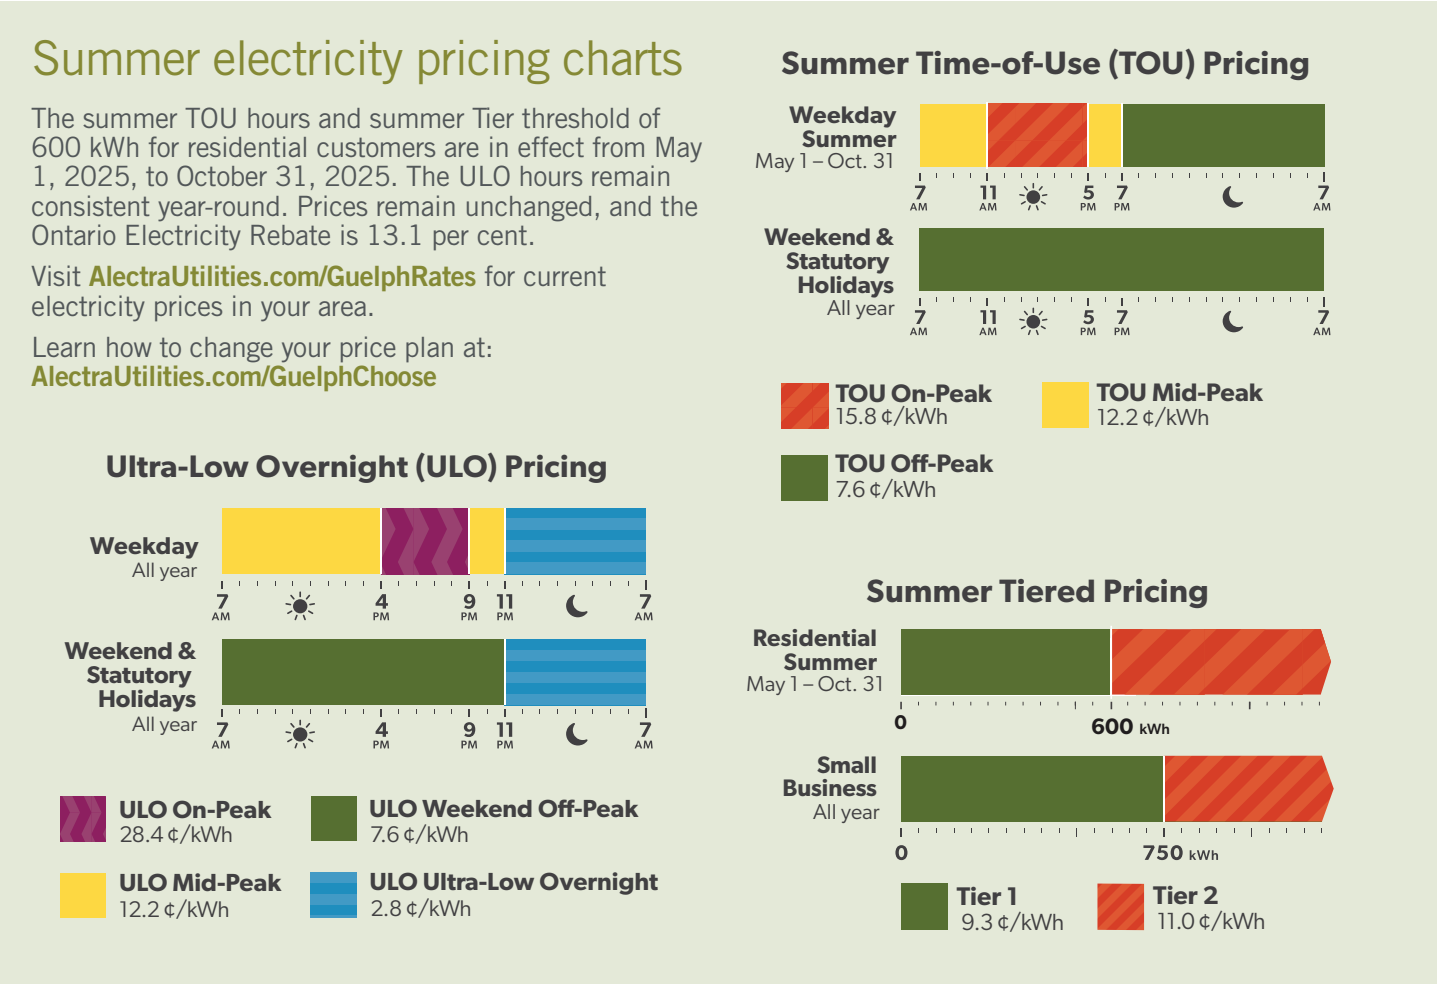 Summer electricity pricing charts
The summer TOU hours and summer Tier threshold of
600 kWh for residential customers are in effect from May
1, 2025, to October 31, 2025. The ULO hours remain
consistent year-round. Prices remain unchanged, and the
Ontario Electricity Rebate is 13.1 per cent.
Visit AlectraUtilities.com/GuelphRates for current
electricity prices in your area.
Learn how to change your price plan at:
AlectraUtilities.com/GuelphChoose
Summer Time-of-Use (TOU) Pricing
Weekday
Summer
May 1 – Oct. 31
7 11 5 7 7
AM AM PM PM AM
Weekend &
Statutory
Holidays
All year
7 11 5 7 7
AM AM PM PM AM
TOU On-Peak
15.8 ¢/kWh
TOU Mid-Peak
12.2 ¢/kWh
TOU Off-Peak
7.6 ¢/kWh
Ultra-Low Overnight (ULO) Pricing
Weekday
All year
7 4 9 11 7
AM PM PM PM AM
Weekend &
Statutory
Holidays
All year
7 4 9 11 7
AM PM PM PM AM
ULO On-Peak
28.4 ¢/kWh
ULO Weekend Off-Peak
7.6 ¢/kWh
ULO Mid-Peak
12.2 ¢/kWh
ULO Ultra-Low Overnight
2.8 ¢/kWh
Summer Tiered Pricing
Residential
Summer
May 1 – Oct. 31
0 600 kWh
Small
Business
All year
0 750 kWh
Tier 1
9.3 ¢/kWh
Tier 2
11.0 ¢/kWh